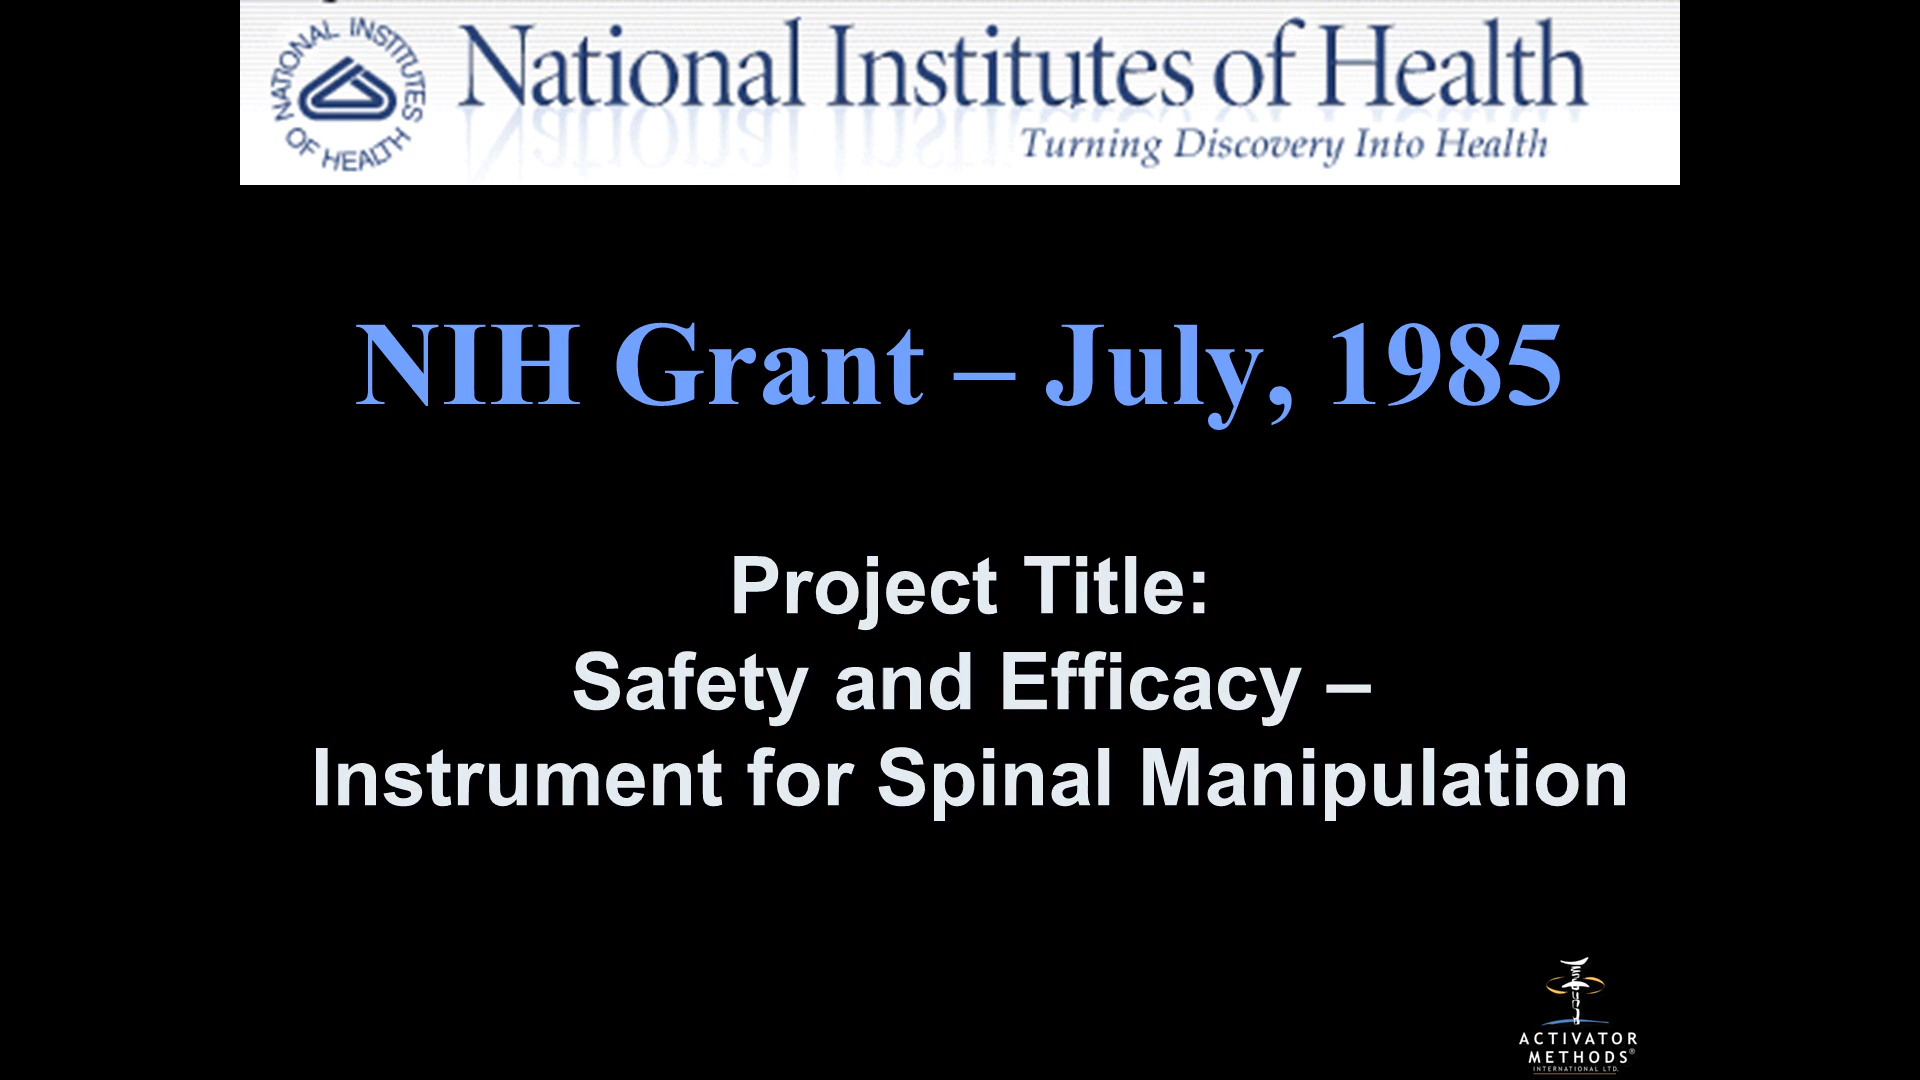 NATIONAL INSTITUTES OF HEALTH
National Institutes of Health
Turning Discovery Into Health
NIH Grant – July, 1985
Project Title:
Safety and Efficacy –
Instrument for Spinal Manipulation
ACTIVATOR
METHODS®
INTERNATIONAL LTD.